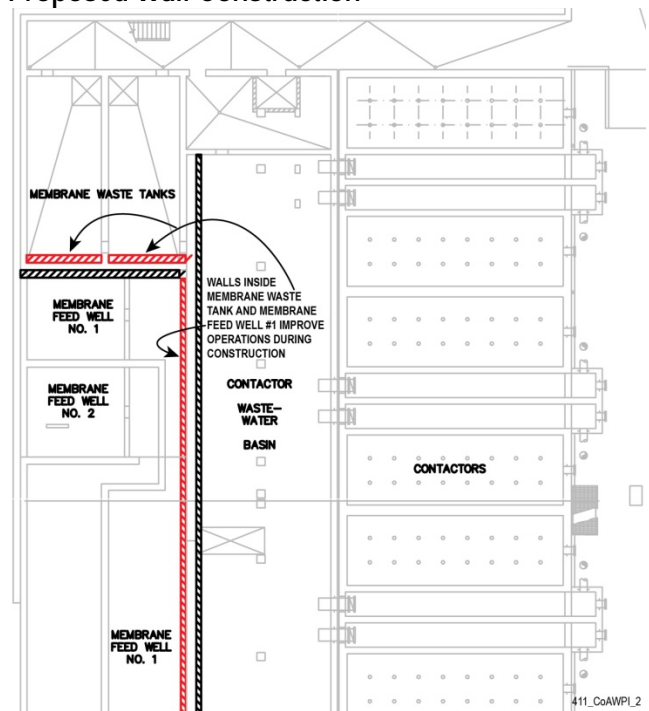 Proposed Wall Construction
MEMBRANE WASTE TANKS
WALLS INSIDE
MEMBRANE WASTE
TANK AND MEMBRANE
FEED WELL #1 IMPROVE
OPERATIONS DURING
CONSTRUCTION
MEMBRANE
FEED WELL
NO. 1
MEMBRANE
FEED WELL
NO. 2
CONTACTOR
WASTE-
WATER
BASIN
CONTACTORS
MEMBRANE
FEED WELL
NO. 1
411_CoAWPI_2